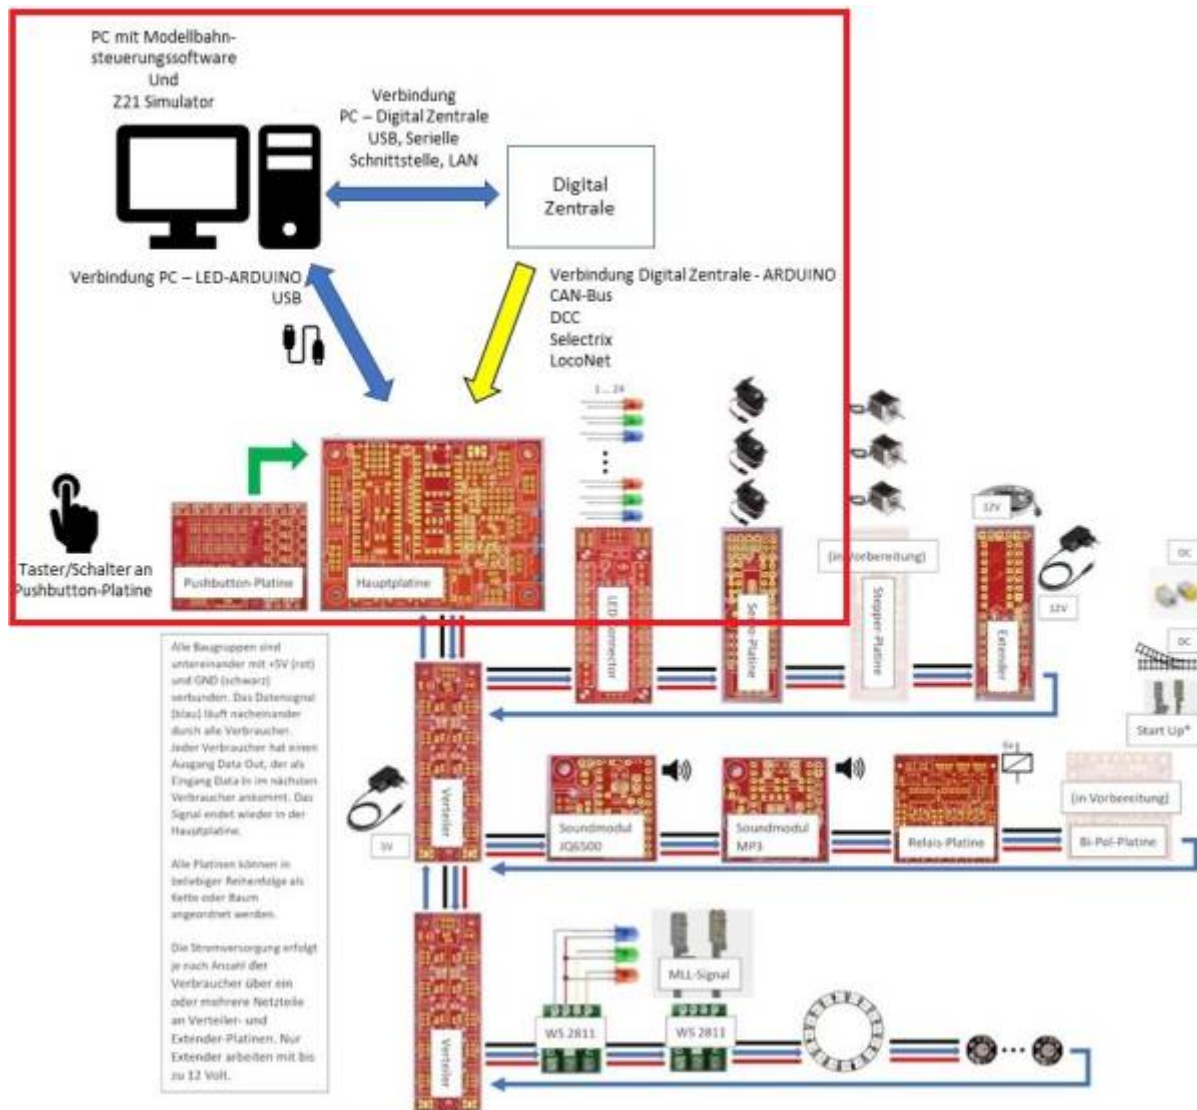 PC mit Modellbahn-
steuerungssoftware
Und
Z21 Simulator
Verbindung
PC – Digital Zentrale
USB, Serielle
Schnittstelle, LAN
Digital
Zentrale
Verbindung PC – LED-ARDUINO
USB
Verbindung Digital Zentrale - ARDUINO
CAN-Bus
DCC
Selectrix
LocoNet
1 ... 24
Taster/Schalter an
Pushbutton-Platine
Pushbutton-Platine
Hauptplatine
LED-Connector
Servo-Platine
(in Vorbereitung)
Stepper-Platine
12V
Extender
12V
DC
DC
Start Up*
Alle Baugruppen sind
untereinander mit +5V (rot)
und GND (schwarz)
verbunden. Das Datensignal
(blau) läuft nacheinander
durch alle Verbraucher.
Jeder Verbraucher hat einen
Ausgang Data Out, der als
Eingang Data In im nächsten
Verbraucher ankommt. Das
Signal endet wieder in der
Hauptplatine.
Alle Platinen können in
beliebiger Reihenfolge als
Kette oder Baum
angeordnet werden.
Die Stromversorgung erfolgt
je nach Anzahl der
Verbraucher über ein
oder mehrere Netzteile
an Verteiler- und
Extender-Platinen. Nur
Extender arbeiten mit bis
zu 12 Volt.
Verteiler
5V
Soundmodul
JQ6500
Soundmodul
MP3
Relais-Platine
(in Vorbereitung)
Bi-Pol-Platine
Verteiler
WS 2811
MLL-Signal
WS 2811